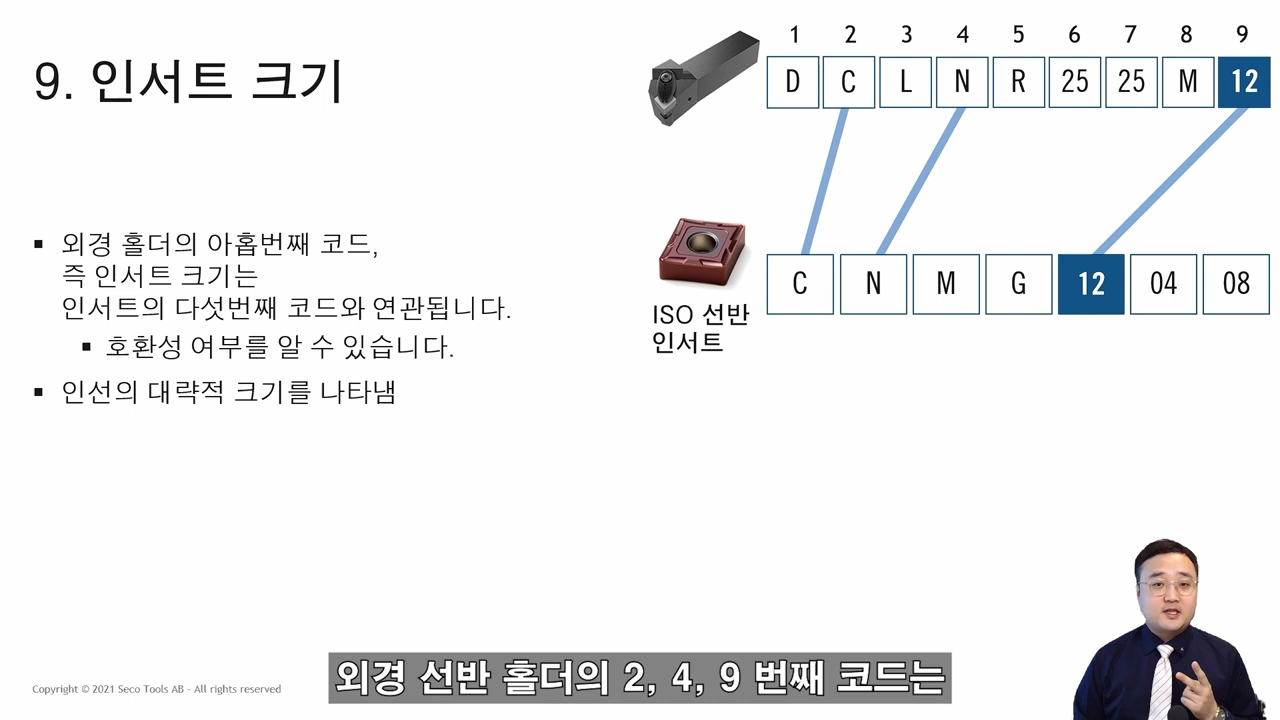 9. 인서트 크기
1 2 3 4 5 6 7 8 9
D C L N R 25 25 M 12
▪ 외경 홀더의 아홉번째 코드,
즉 인서트 크기는
인서트의 다섯번째 코드와 연관됩니다.
▪ 호환성 여부를 알 수 있습니다.
▪ 인선의 대략적 크기를 나타냄
C N M G 12 04 08
ISO 선반
인서트
외경 선반 홀더의 2, 4, 9 번째 코드는
Copyright © 2021 Seco Tools AB - All rights reserved